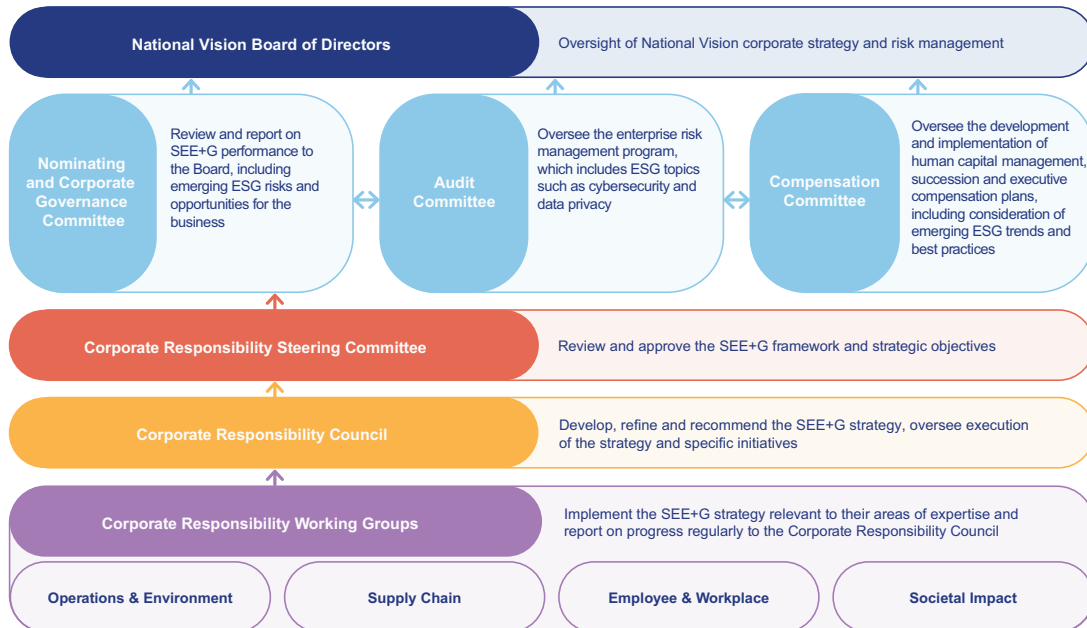 National Vision Board of Directors
Oversight of National Vision corporate strategy and risk management
Nominating
and Corporate
Governance
Committee
Review and report on
SEE+G performance to
the Board, including
emerging ESG risks and
opportunities for the
business
Audit
Committee
Oversee the enterprise risk
management program,
which includes ESG topics
such as cybersecurity and
data privacy
Compensation
Committee
Oversee the development
and implementation of
human capital management,
succession and executive
compensation plans,
including consideration of
emerging ESG trends and
best practices
Corporate Responsibility Steering Committee
Review and approve the SEE+G framework and strategic objectives
Corporate Responsibility Council
Develop, refine and recommend the SEE+G strategy, oversee execution
of the strategy and specific initiatives
Corporate Responsibility Working Groups
Implement the SEE+G strategy relevant to their areas of expertise and
report on progress regularly to the Corporate Responsibility Council
Operations & Environment
Supply Chain
Employee & Workplace
Societal Impact